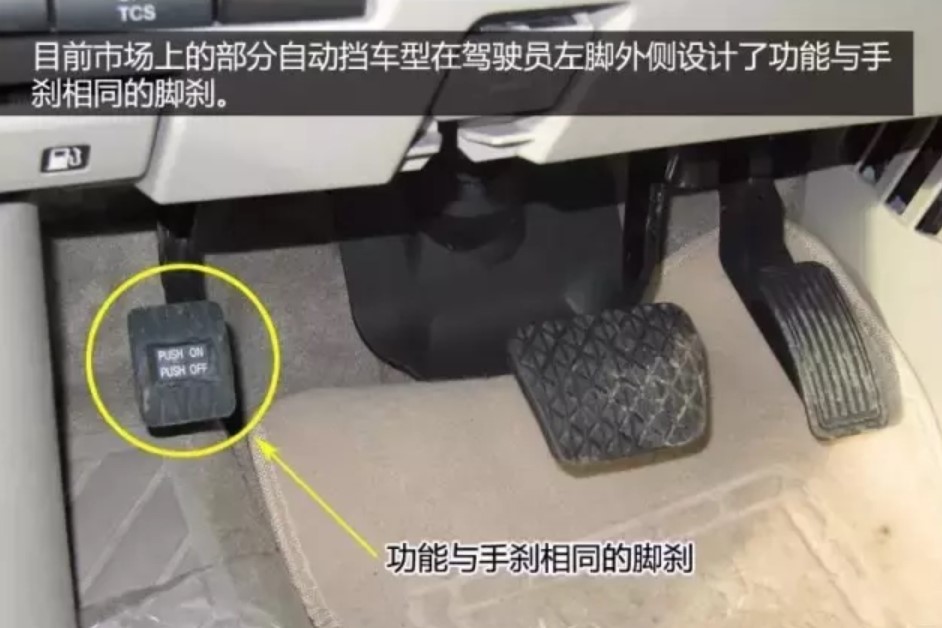 TCS
目前市场上的部分自动挡车型在驾驶员左脚外侧设计了功能与手
刹相同的脚刹。
PUSH ON
PUSH OFF
功能与手刹相同的脚刹